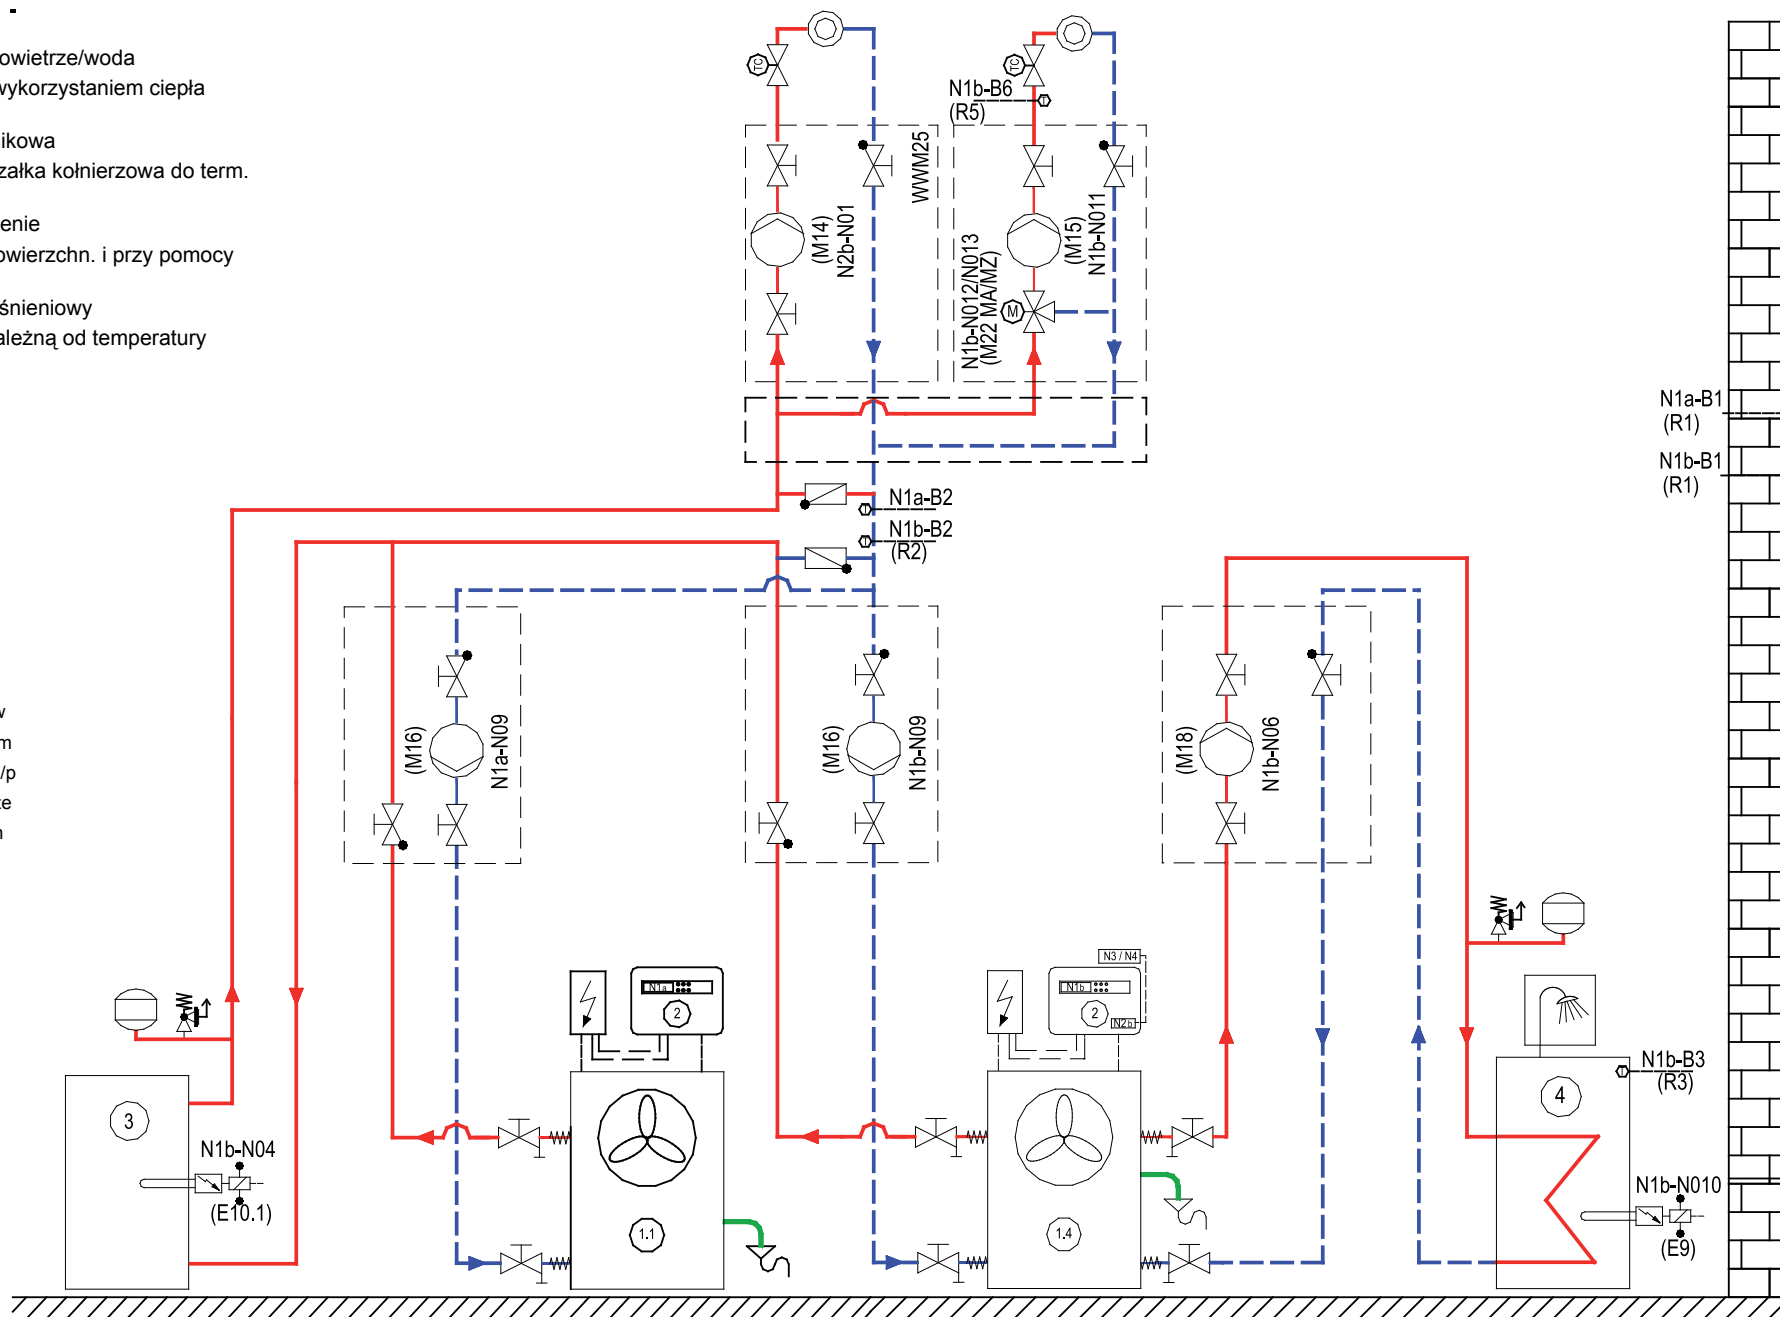 -
owietrze/woda
wykorzystaniem ciepła
ikowa
załka kołnierzowa do term.
enie
owierzchn. i przy pomocy
śnieniowy
ależną od temperatury
w
m
/p
te
n
TC
TC
N1b-B6
(R5)
WWM25
(M14)
N2b-N01
N1b-N012/N013
(M22 MA/MZ)
M
(M15)
N1b-N011
N1a-B1
(R1)
N1b-B1
(R1)
N1a-B2
N1b-B2
(R2)
(M16)
N1a-N09
(M16)
N1b-N09
(M18)
N1b-N06
N3 / N4
N1a
2
N1b
2
N2b
3
N1b-N04
(E10.1)
1.1
1.4
4
N1b-B3
(R3)
N1b-N010
(E9)